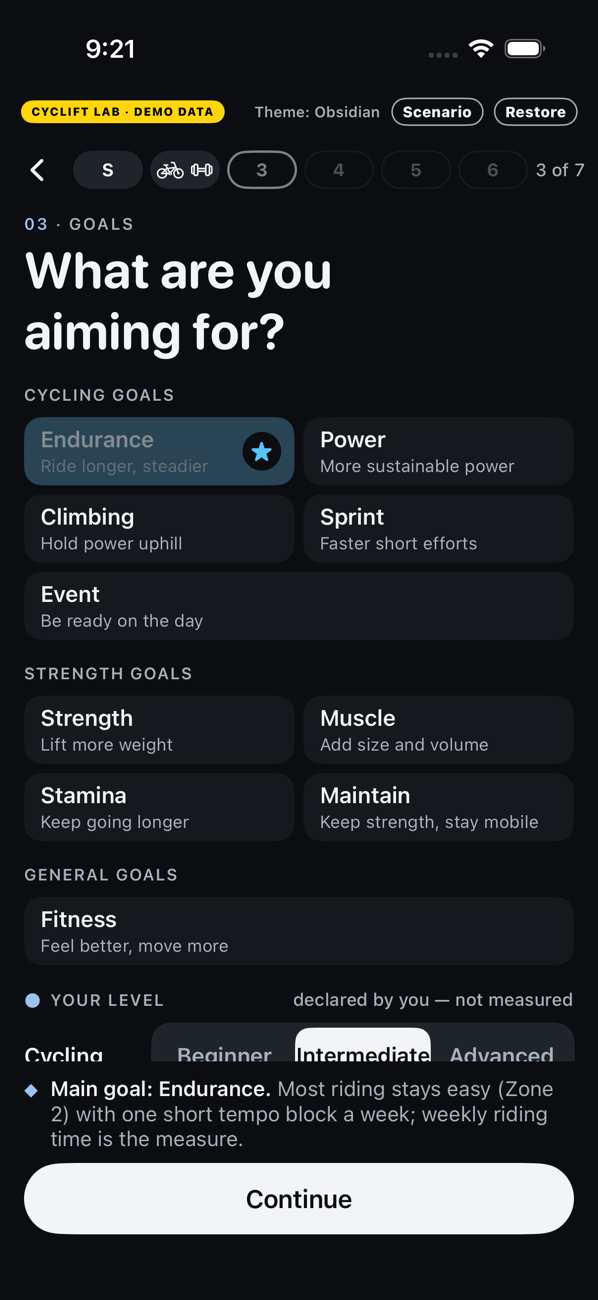 9:21
CYCLIFT LAB · DEMO DATA
Theme: Obsidian
Scenario
Restore
S
3
4
5
6
3 of 7
03 · GOALS
What are you
aiming for?
CYCLING GOALS
Endurance
Ride longer, steadier
Power
More sustainable power
Climbing
Hold power uphill
Sprint
Faster short efforts
Event
Be ready on the day
STRENGTH GOALS
Strength
Lift more weight
Muscle
Add size and volume
Stamina
Keep going longer
Maintain
Keep strength, stay mobile
GENERAL GOALS
Fitness
Feel better, move more
YOUR LEVEL
declared by you — not measured
Cycling
Beginner
Intermediate
Advanced
Main goal: Endurance. Most riding stays easy (Zone
2) with one short tempo block a week; weekly riding
time is the measure.
Continue